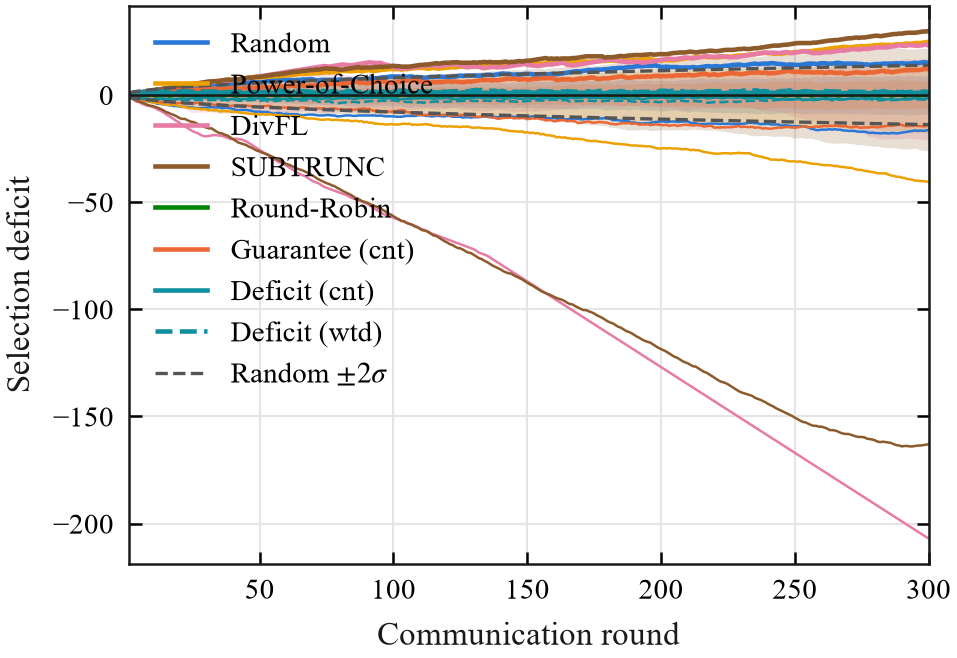 Random
Power-of-Choice
DivFL
SUBTRUNC
Round-Robin
Guarantee (cnt)
Deficit (cnt)
Deficit (wtd)
Random ±2σ
Selection deficit
0
−50
−100
−150
−200
50 100 150 200 250 300
Communication round